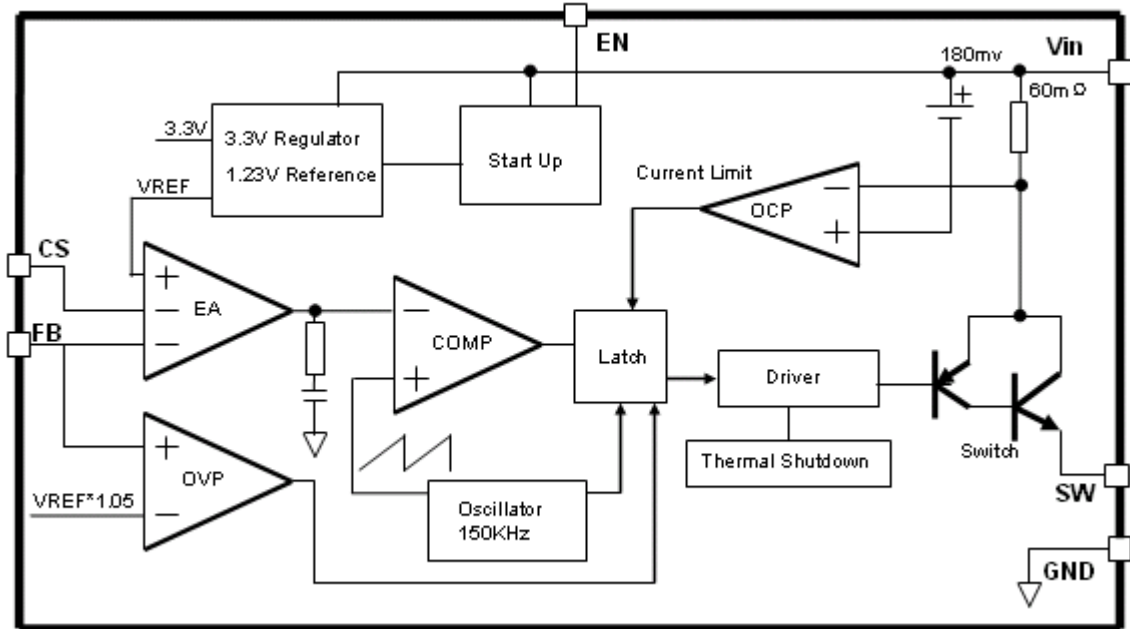 EN
Vin
180mv
60mΩ
3.3V
3.3V Regulator
1.23V Reference
Start Up
VREF
Current Limit
OCP
−
+
+
CS
FB
EA
+
−
−
COMP
−
+
Latch
Driver
Thermal Shutdown
Switch
OVP
+
−
VREF*1.05
Oscillator
150KHz
SW
GND